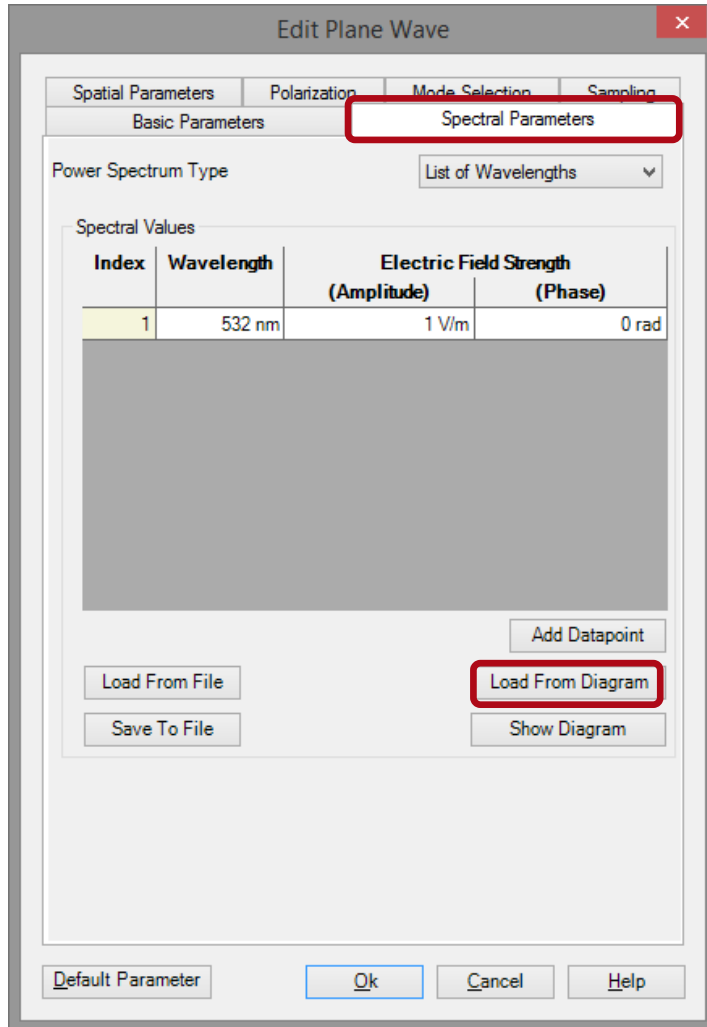 Edit Plane Wave
Spatial Parameters Polarization Mode Selection Sampling
Basic Parameters Spectral Parameters
Power Spectrum Type List of Wavelengths
Spectral Values
Index Wavelength Electric Field Strength
(Amplitude) (Phase)
1 532 nm 1 V/m 0 rad
Add Datapoint
Load From File Load From Diagram
Save To File Show Diagram
Default Parameter Ok Cancel Help